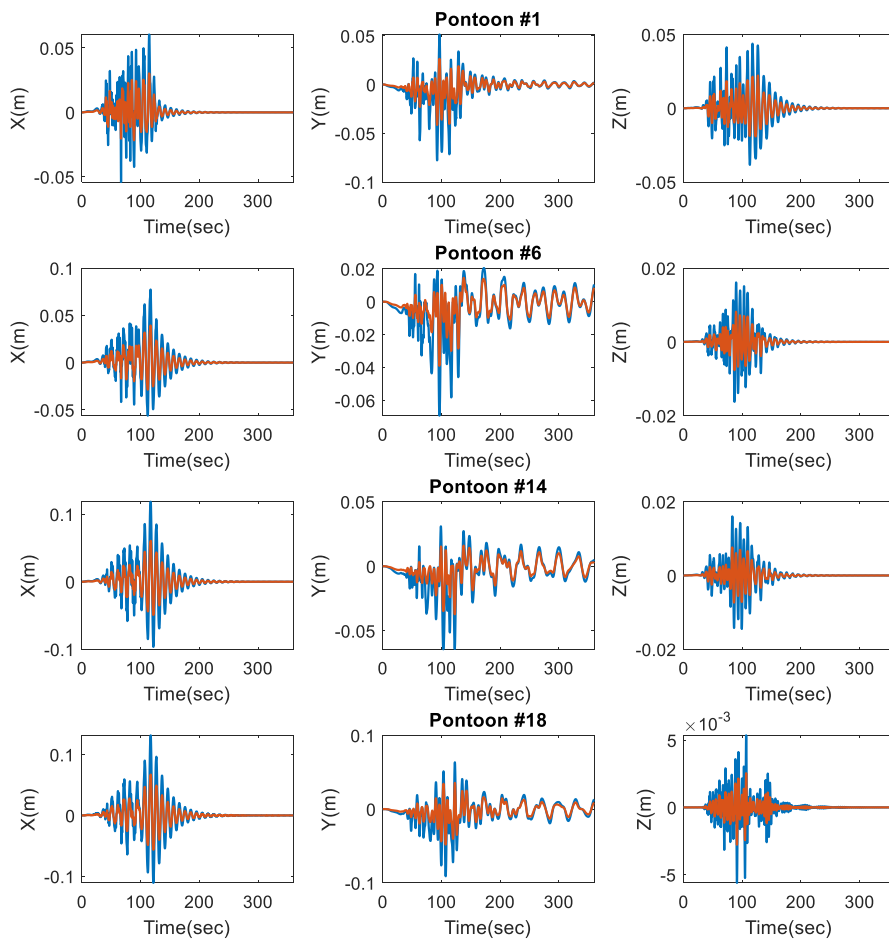 Pontoon #1
0.05
0
-0.05
X(m)
0 100 200 300
Time(sec)
0.05
0
-0.05
-0.1
Y(m)
0 100 200 300
Time(sec)
0.05
0
-0.05
Z(m)
0 100 200 300
Time(sec)
Pontoon #6
0.1
0.05
0
-0.05
X(m)
0 100 200 300
Time(sec)
0.02
0
-0.02
-0.04
-0.06
Y(m)
0 100 200 300
Time(sec)
0.02
0
-0.02
Z(m)
0 100 200 300
Time(sec)
Pontoon #14
0.1
0
-0.1
X(m)
0 100 200 300
Time(sec)
0.05
0
-0.05
Y(m)
0 100 200 300
Time(sec)
0.02
0
-0.02
Z(m)
0 100 200 300
Time(sec)
Pontoon #18
0.1
0
-0.1
X(m)
0 100 200 300
Time(sec)
0.1
0
-0.1
Y(m)
0 100 200 300
Time(sec)
×10⁻³
5
0
-5
Z(m)
0 100 200 300
Time(sec)